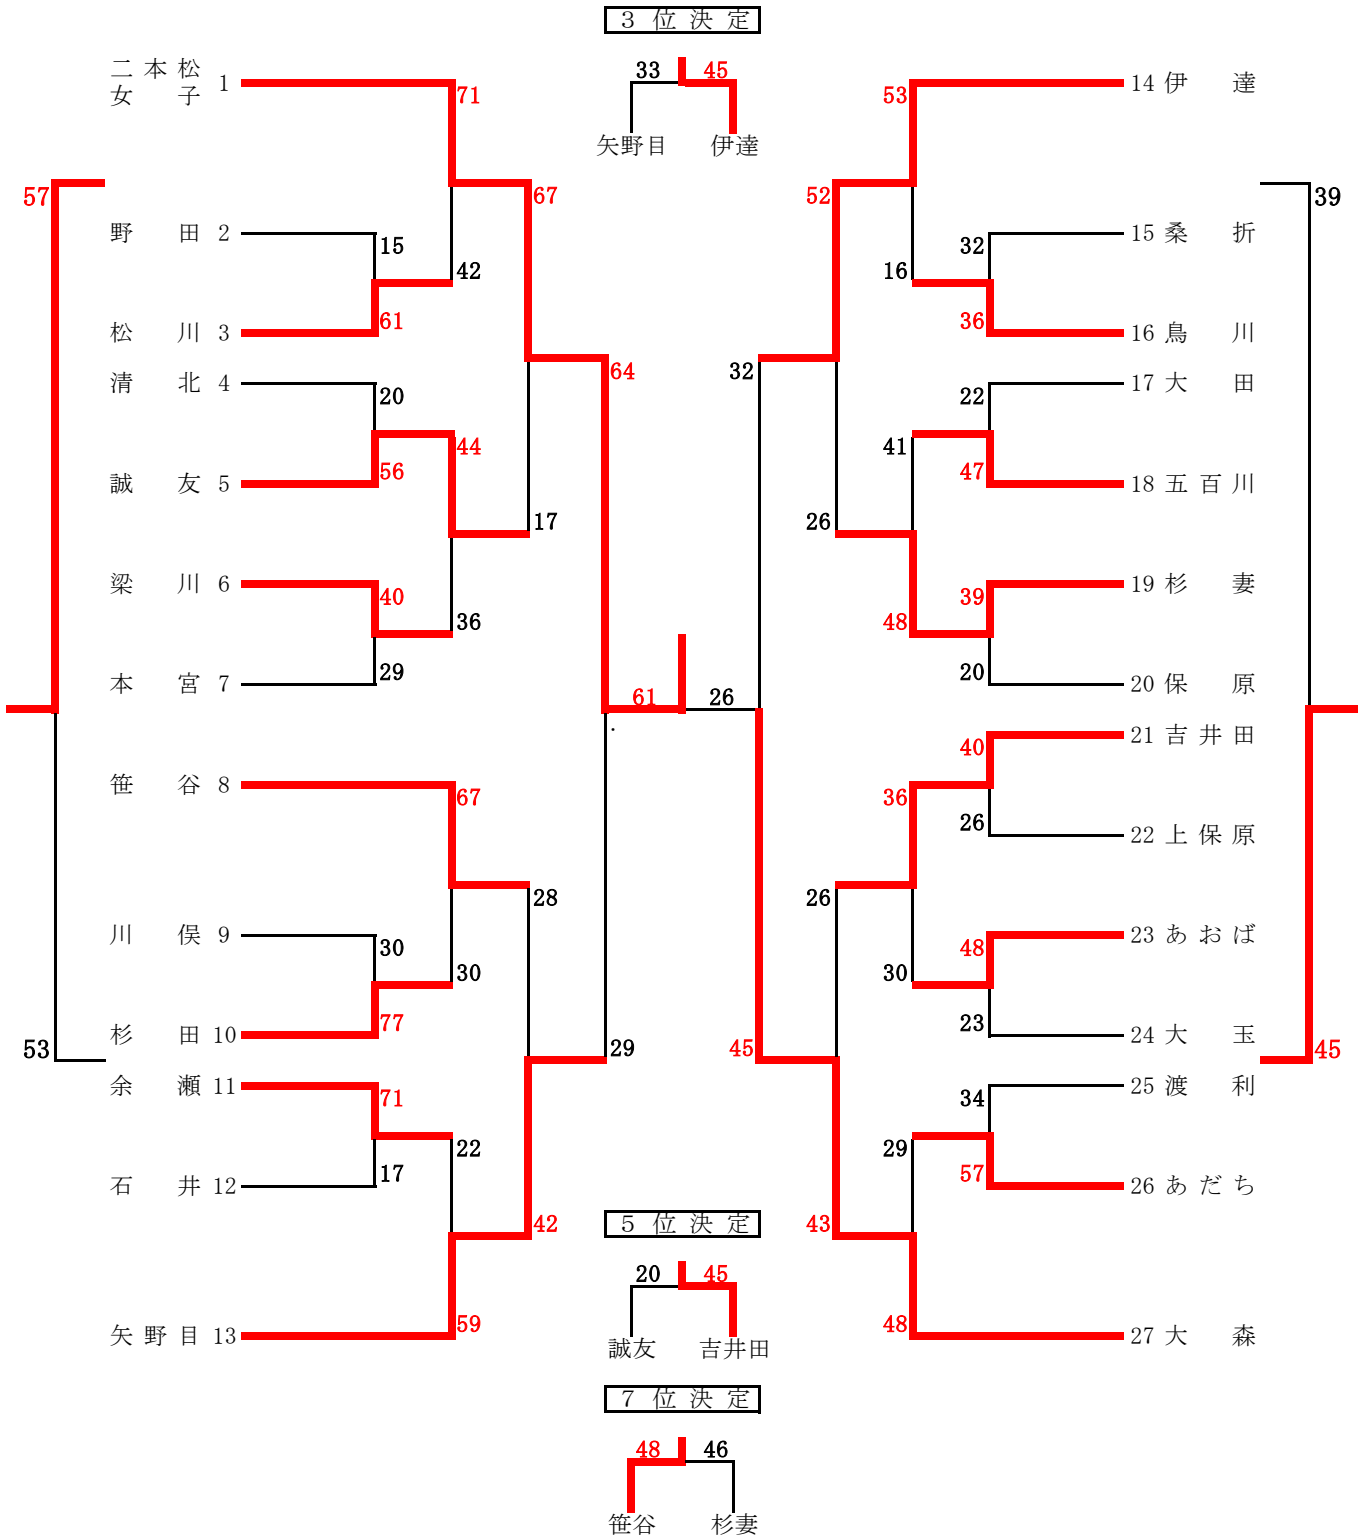 ３ 位 決 定
33 45
矢野目 伊達
二 本 松
女 子 1
71
57
野 田 2
15
67
42
松 川 3
61
清 北 4
20
64
44
誠 友 5
56
17
梁 川 6
40
36
本 宮 7
29
61 26
笹 谷 8
67
28
川 俣 9
30
30
杉 田 10
77
53
29
余 瀬 11
71
22
石 井 12
17
42
矢 野 目 13
59
14 伊 達
53
52
39
15 桑 折
32
16
16 鳥 川
36
32
17 大 田
22
41
18 五 百 川
47
26
19 杉 妻
39
48
20 保 原
20
21 吉 井 田
40
36
22 上 保 原
26
26
23 あ お ば
48
30
24 大 玉
23
45
45
25 渡 利
34
29
26 あ だ ち
57
43
27 大 森
48
５ 位 決 定
20 45
誠友 吉井田
７ 位 決 定
48 46
笹谷 杉妻